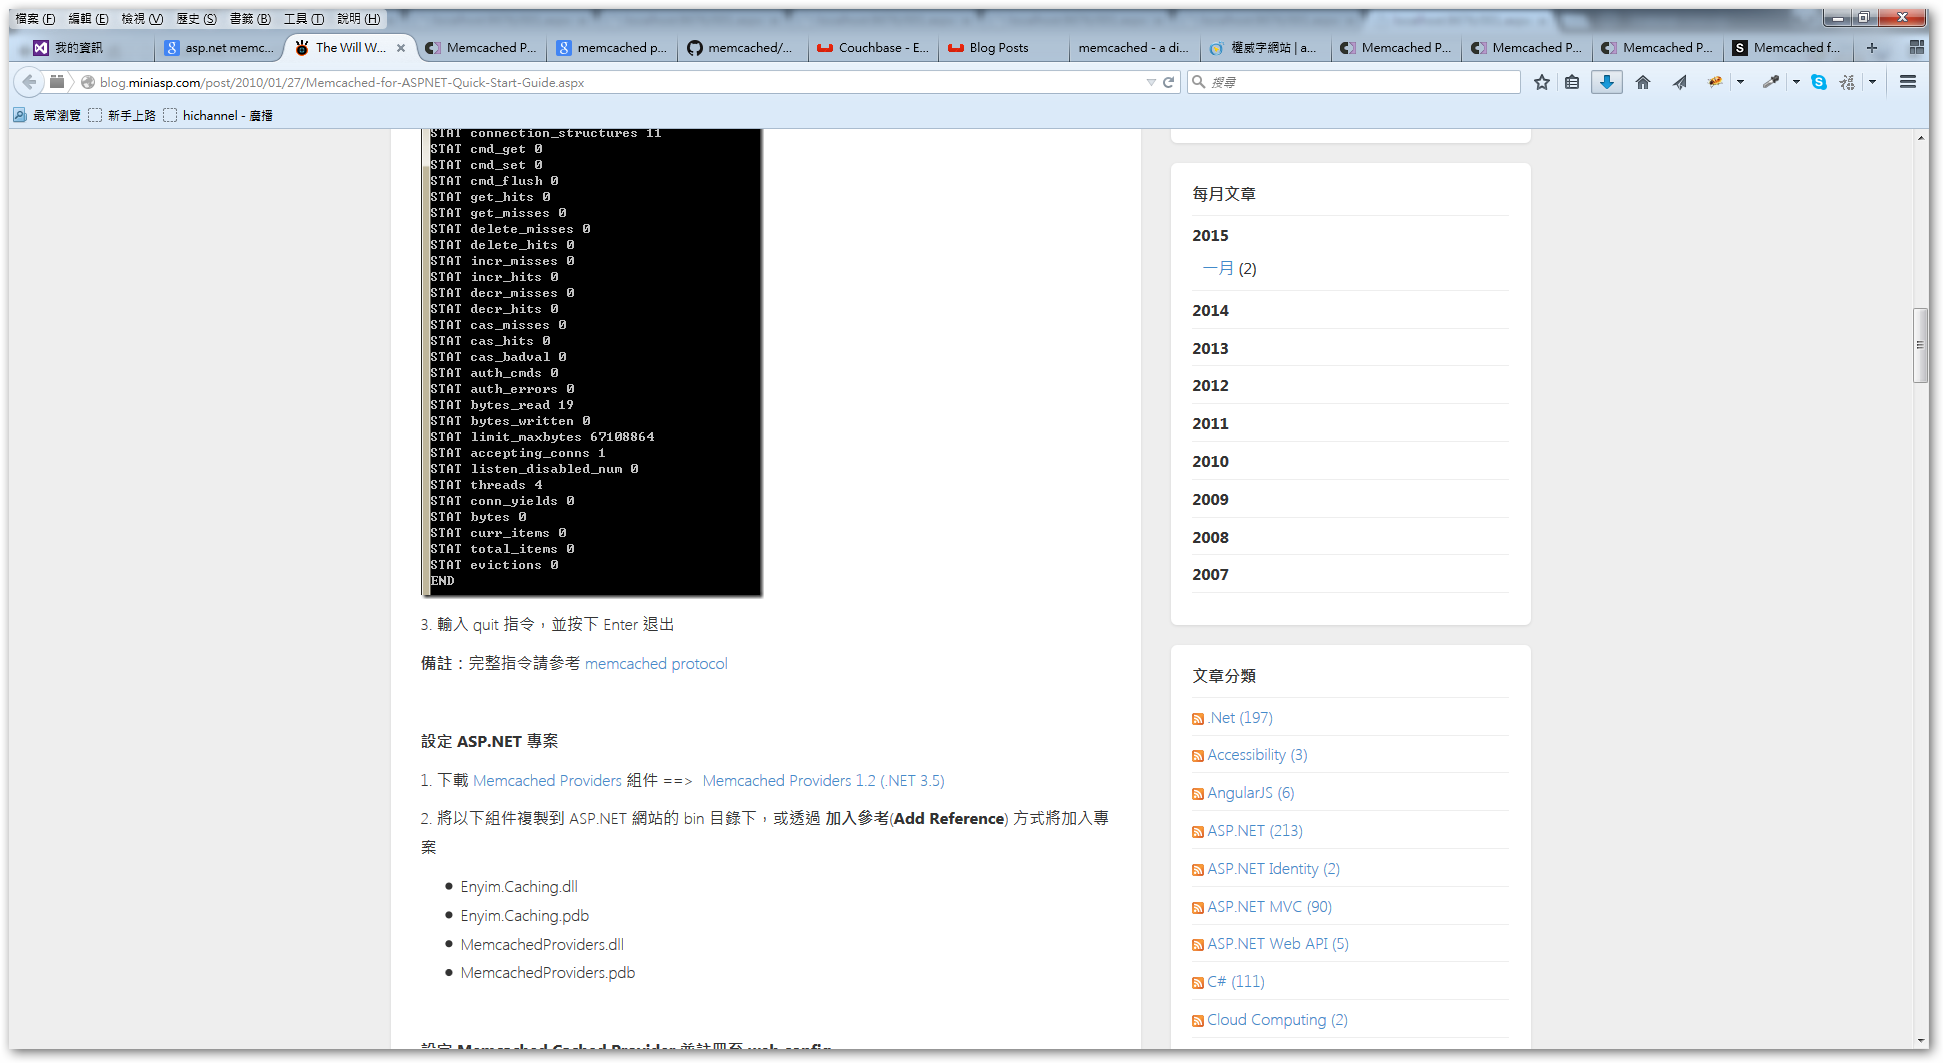 檔案 (F) 編輯 (E) 檢視 (V) 歷史 (S) 書籤 (B) 工具 (T) 說明 (H)
我的資訊 asp.net memc... The Will W... Memcached P... memcached p... memcached/... Couchbase - E... Blog Posts memcached - a di... 權威字網站 | a... Memcached P... Memcached P... Memcached P... Memcached f...
blog.miniasp.com/post/2010/01/27/Memcached-for-ASPNET-Quick-Start-Guide.aspx 搜尋
最常瀏覽 新手上路 hichannel - 廣播
STAT connection_structures 11
STAT cmd_get 0
STAT cmd_set 0
STAT cmd_flush 0
STAT get_hits 0
STAT get_misses 0
STAT delete_misses 0
STAT delete_hits 0
STAT incr_misses 0
STAT incr_hits 0
STAT decr_misses 0
STAT decr_hits 0
STAT cas_misses 0
STAT cas_hits 0
STAT cas_badval 0
STAT auth_cmds 0
STAT auth_errors 0
STAT bytes_read 19
STAT bytes_written 0
STAT limit_maxbytes 67108864
STAT accepting_conns 1
STAT listen_disabled_num 0
STAT threads 4
STAT conn_yields 0
STAT bytes 0
STAT curr_items 0
STAT total_items 0
STAT evictions 0
END
3. 輸入 quit 指令，並按下 Enter 退出
備註：完整指令請參考 memcached protocol
設定 ASP.NET 專案
1. 下載 Memcached Providers 組件 ==> Memcached Providers 1.2 (.NET 3.5)
2. 將以下組件複製到 ASP.NET 網站的 bin 目錄下，或透過 加入參考(Add Reference) 方式將加入專
案
Enyim.Caching.dll
Enyim.Caching.pdb
MemcachedProviders.dll
MemcachedProviders.pdb
設定 Memcached Cached Provider 並註冊至 web.config
每月文章
2015
一月 (2)
2014
2013
2012
2011
2010
2009
2008
2007
文章分類
.Net (197)
Accessibility (3)
AngularJS (6)
ASP.NET (213)
ASP.NET Identity (2)
ASP.NET MVC (90)
ASP.NET Web API (5)
C# (111)
Cloud Computing (2)